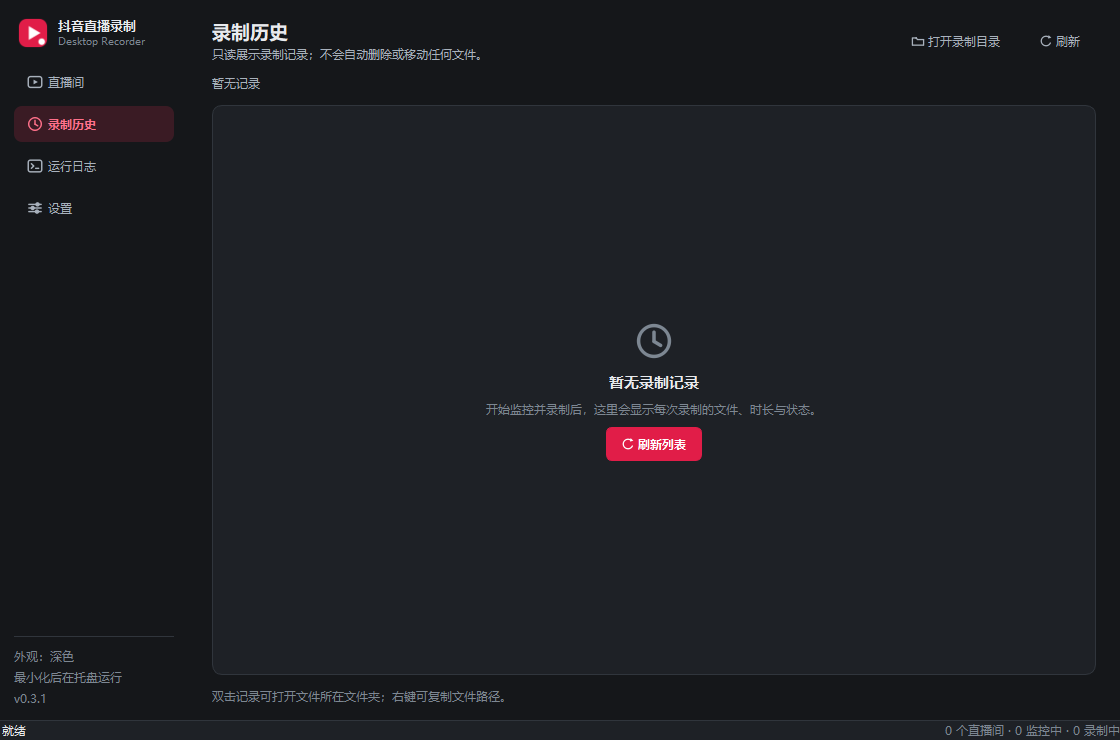 抖音直播录制
Desktop Recorder
直播间
录制历史
运行日志
设置
外观：深色
最小化后在托盘运行
v0.3.1
录制历史
只读展示录制记录；不会自动删除或移动任何文件。
打开录制目录
刷新
暂无记录
暂无录制记录
开始监控并录制后，这里会显示每次录制的文件、时长与状态。
刷新列表
双击记录可打开文件所在文件夹；右键可复制文件路径。
就绪
0 个直播间 · 0 监控中 · 0 录制中